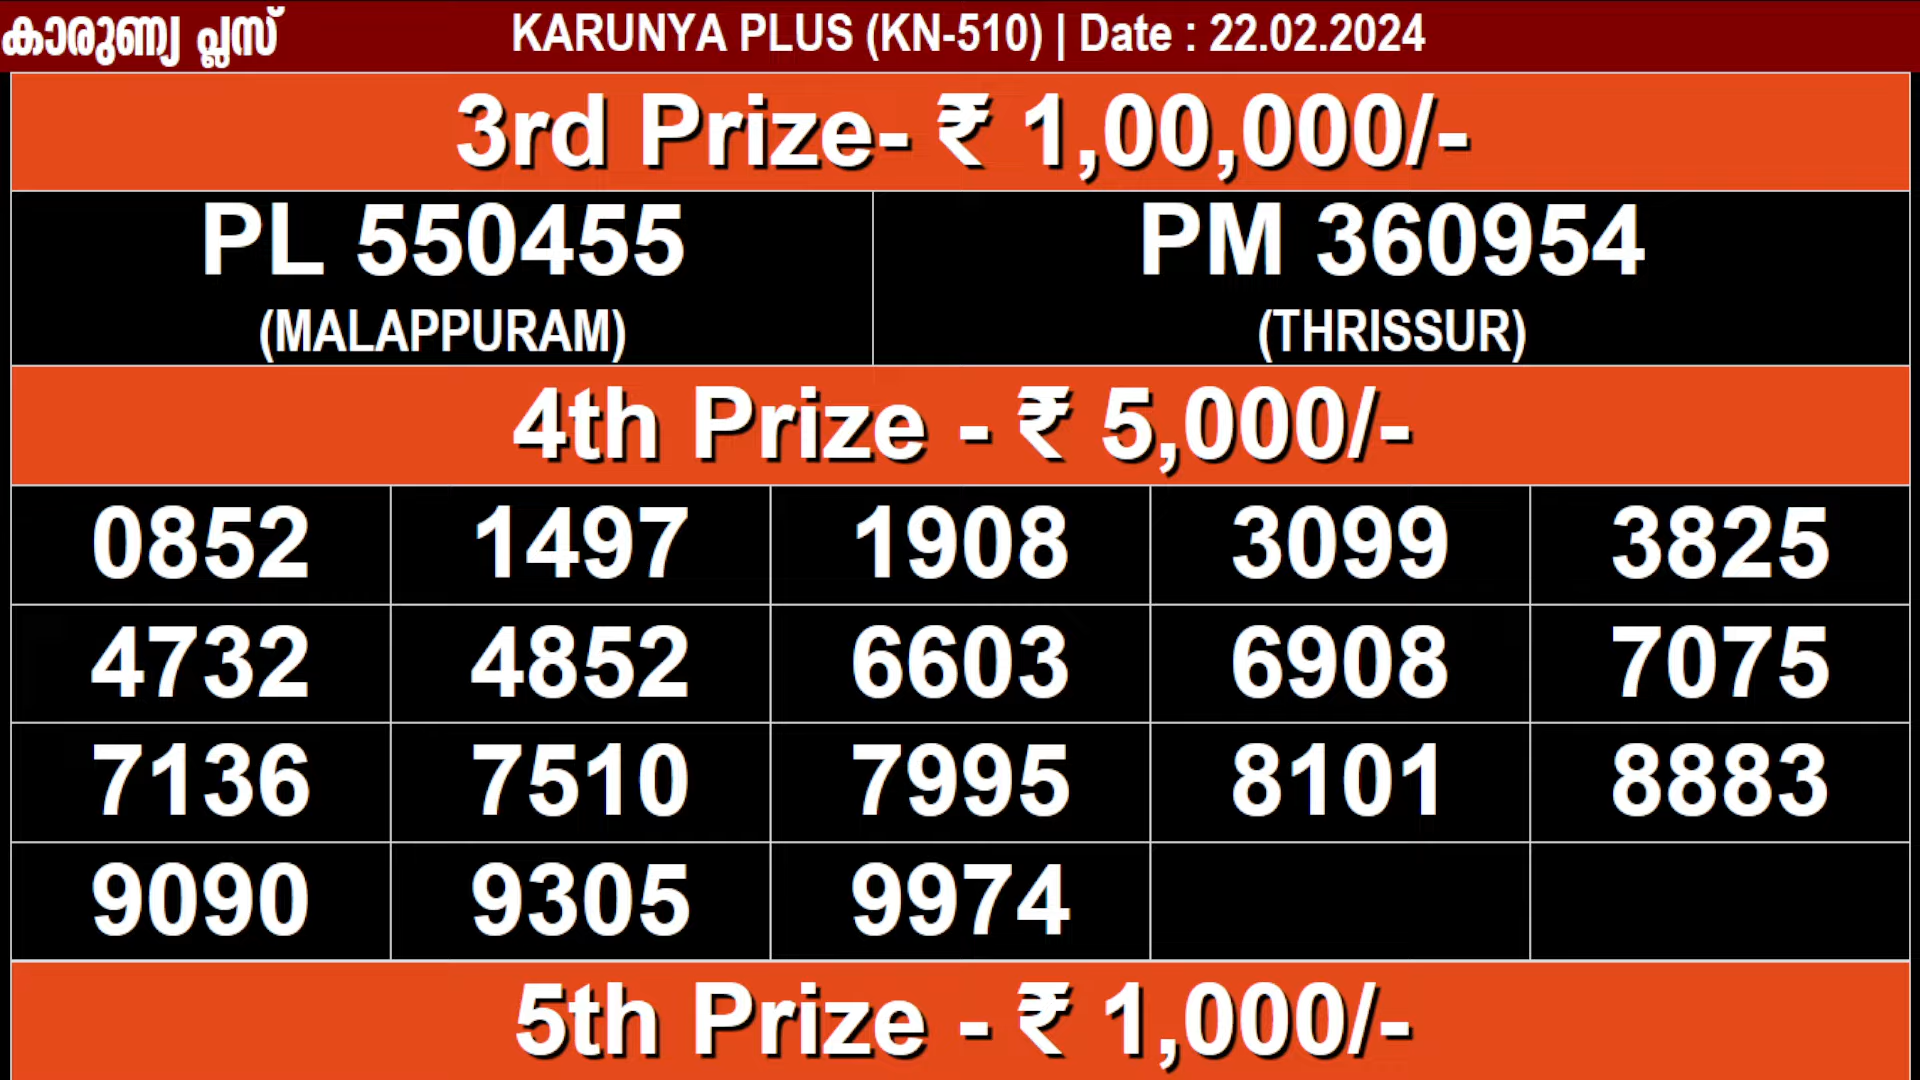 കാരുണ്യ പ്ലസ് KARUNYA PLUS (KN-510) | Date : 22.02.2024
3rd Prize- ₹ 1,00,000/-
PL 550455 PM 360954
(MALAPPURAM) (THRISSUR)
4th Prize - ₹ 5,000/-
0852 1497 1908 3099 3825
4732 4852 6603 6908 7075
7136 7510 7995 8101 8883
9090 9305 9974
5th Prize - ₹ 1,000/-